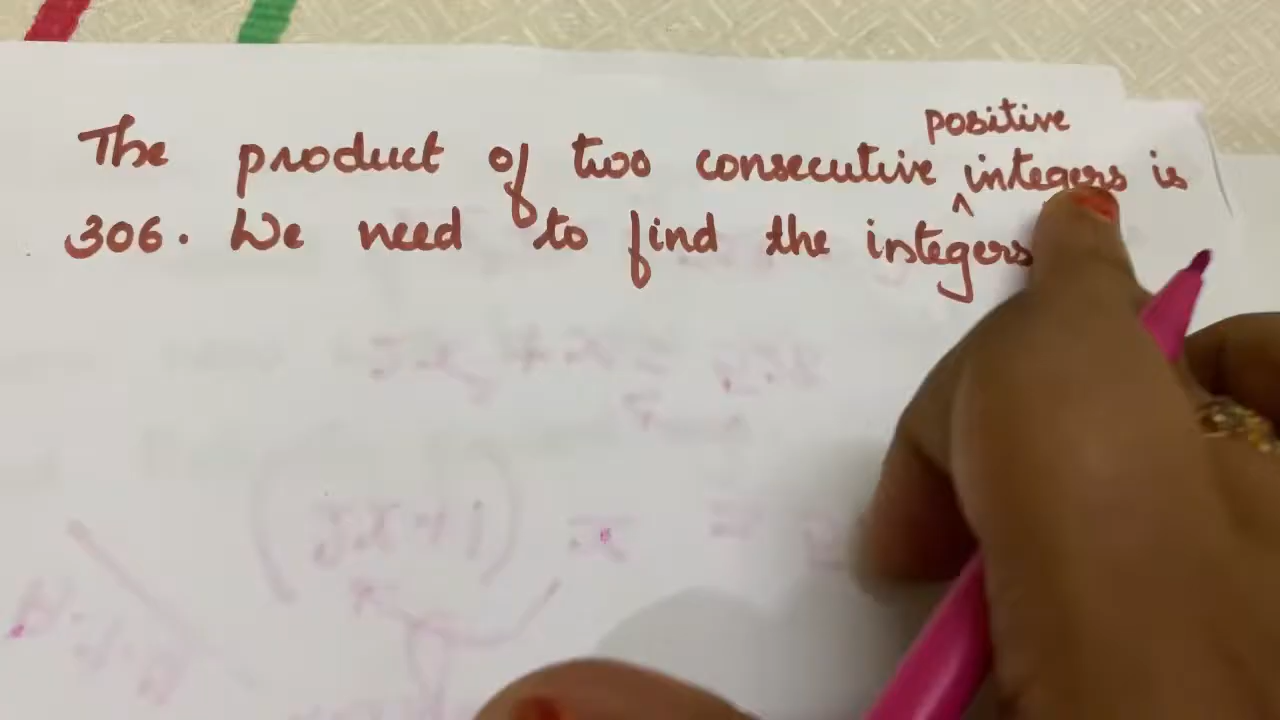 The product of two consecutive positive integers is
306. We need to find the integers